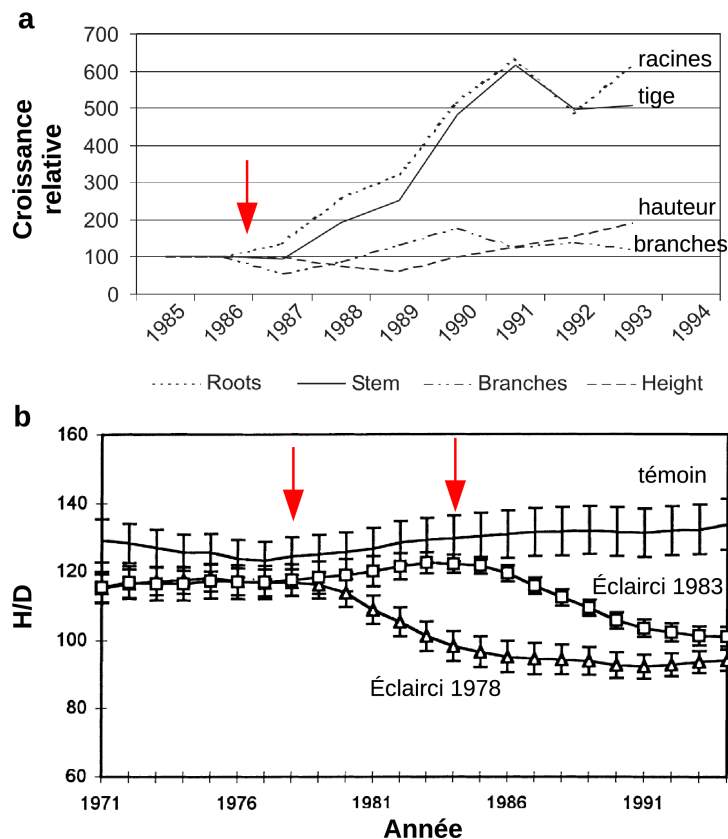 a
700
600
500
400
300
200
100
0
Croissance
relative
racines
tige
hauteur
branches
1985 1986 1987 1988 1989 1990 1991 1992 1993 1994
Roots Stem Branches Height
b
160
140
120
100
80
60
H/D
témoin
Éclairci 1983
Éclairci 1978
1971 1976 1981 1986 1991
Année